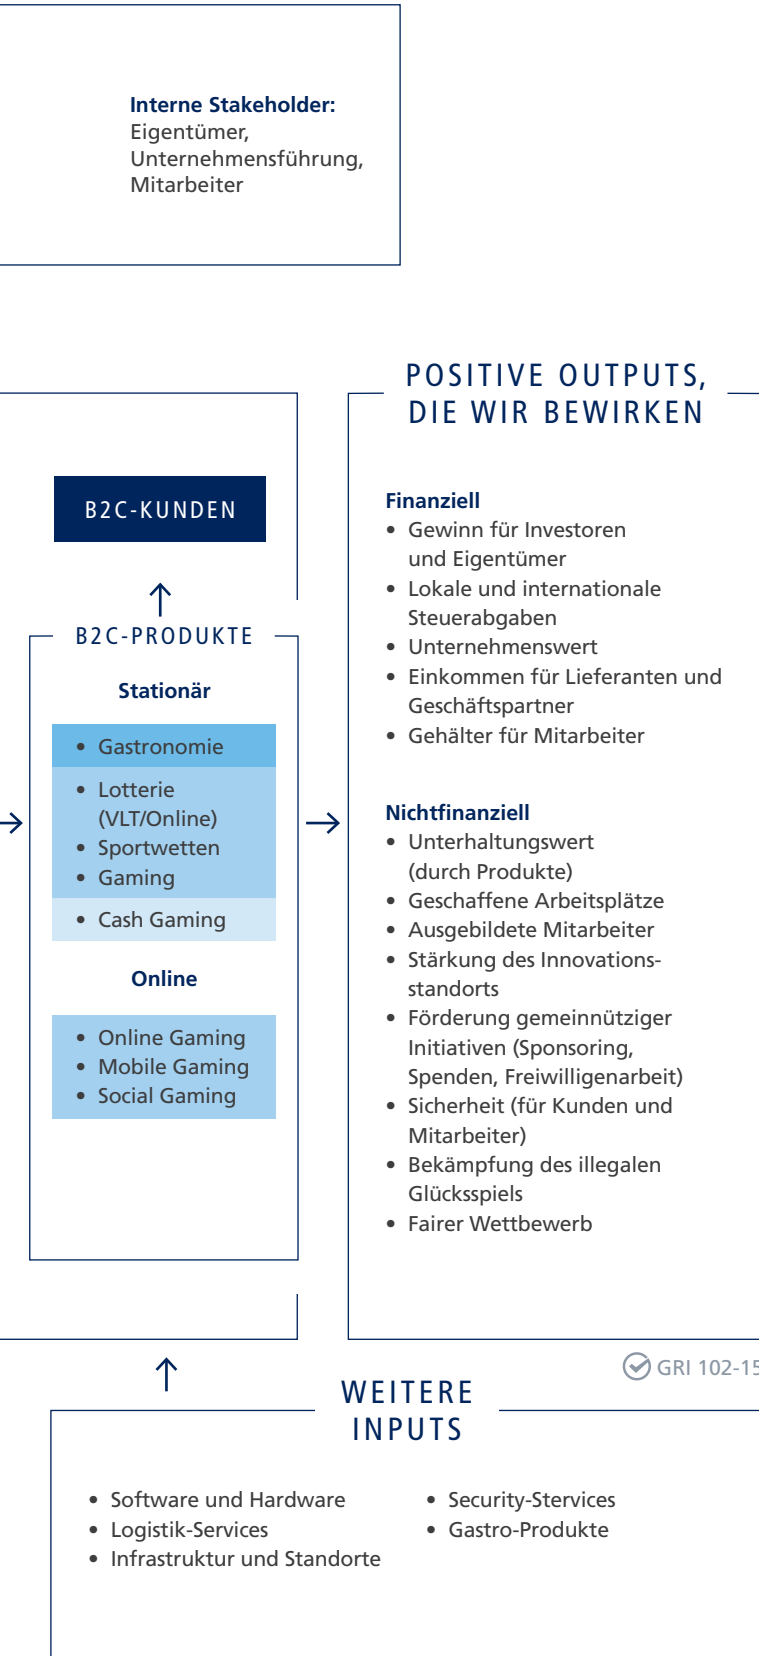 Interne Stakeholder:
Eigentümer,
Unternehmensführung,
Mitarbeiter
B2C-KUNDEN
B2C-PRODUKTE
Stationär
• Gastronomie
• Lotterie
(VLT/Online)
• Sportwetten
• Gaming
• Cash Gaming
Online
• Online Gaming
• Mobile Gaming
• Social Gaming
POSITIVE OUTPUTS,
DIE WIR BEWIRKEN
Finanziell
• Gewinn für Investoren
und Eigentümer
• Lokale und internationale
Steuerabgaben
• Unternehmenswert
• Einkommen für Lieferanten und
Geschäftspartner
• Gehälter für Mitarbeiter
Nichtfinanziell
• Unterhaltungswert
(durch Produkte)
• Geschaffene Arbeitsplätze
• Ausgebildete Mitarbeiter
• Stärkung des Innovations-
standorts
• Förderung gemeinnütziger
Initiativen (Sponsoring,
Spenden, Freiwilligenarbeit)
• Sicherheit (für Kunden und
Mitarbeiter)
• Bekämpfung des illegalen
Glücksspiels
• Fairer Wettbewerb
GRI 102-15
WEITERE
INPUTS
• Software und Hardware
• Logistik-Services
• Infrastruktur und Standorte
• Security-Stervices
• Gastro-Produkte